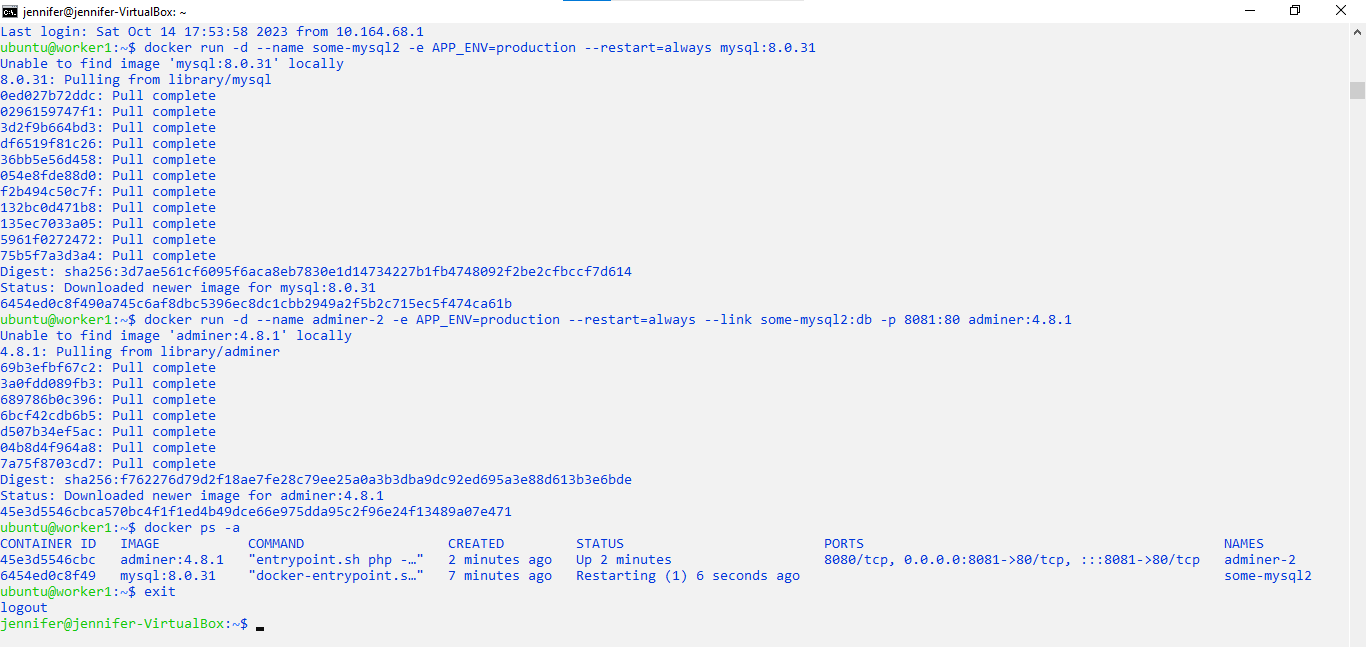 jennifer@jennifer-VirtualBox: ~
Last login: Sat Oct 14 17:53:58 2023 from 10.164.68.1
ubuntu@worker1:~$ docker run -d --name some-mysql2 -e APP_ENV=production --restart=always mysql:8.0.31
Unable to find image 'mysql:8.0.31' locally
8.0.31: Pulling from library/mysql
0ed027b72ddc: Pull complete
0296159747f1: Pull complete
3d2f9b664bd3: Pull complete
df6519f81c26: Pull complete
36bb5e56d458: Pull complete
054e8fde88d0: Pull complete
f2b494c50c7f: Pull complete
132bc0d471b8: Pull complete
135ec7033a05: Pull complete
5961f0272472: Pull complete
75b5f7a3d3a4: Pull complete
Digest: sha256:3d7ae561cf6095f6aca8eb7830e1d14734227b1fb4748092f2be2cfbccf7d614
Status: Downloaded newer image for mysql:8.0.31
6454ed0c8f490a745c6af8dbc5396ec8dc1cbb2949a2f5b2c715ec5f474ca61b
ubuntu@worker1:~$ docker run -d --name adminer-2 -e APP_ENV=production --restart=always --link some-mysql2:db -p 8081:80 adminer:4.8.1
Unable to find image 'adminer:4.8.1' locally
4.8.1: Pulling from library/adminer
69b3efbf67c2: Pull complete
3a0fdd089fb3: Pull complete
689786b0c396: Pull complete
6bcf42cdb6b5: Pull complete
d507b34ef5ac: Pull complete
04b8d4f964a8: Pull complete
7a75f8703cd7: Pull complete
Digest: sha256:f762276d79d2f18ae7fe28c79ee25a0a3b3dba9dc92ed695a3e88d613b3e6bde
Status: Downloaded newer image for adminer:4.8.1
45e3d5546cbca570bc4f1f1ed4b49dce66e975dda95c2f96e24f13489a07e471
ubuntu@worker1:~$ docker ps -a
CONTAINER ID   IMAGE           COMMAND                  CREATED         STATUS                         PORTS                                             NAMES
45e3d5546cbc   adminer:4.8.1   "entrypoint.sh php -…"   2 minutes ago   Up 2 minutes                   8080/tcp, 0.0.0.0:8081->80/tcp, :::8081->80/tcp   adminer-2
6454ed0c8f49   mysql:8.0.31    "docker-entrypoint.s…"   7 minutes ago   Restarting (1) 6 seconds ago                                                     some-mysql2
ubuntu@worker1:~$ exit
logout
jennifer@jennifer-VirtualBox:~$